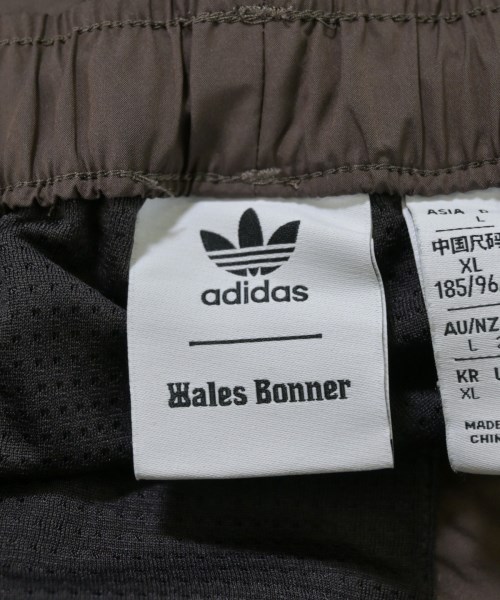 adidas
Wales Bonner
ASIA
L
中国尺码
XL
185/96
AU/NZ
L
KR U
XL
MADE
CHIN